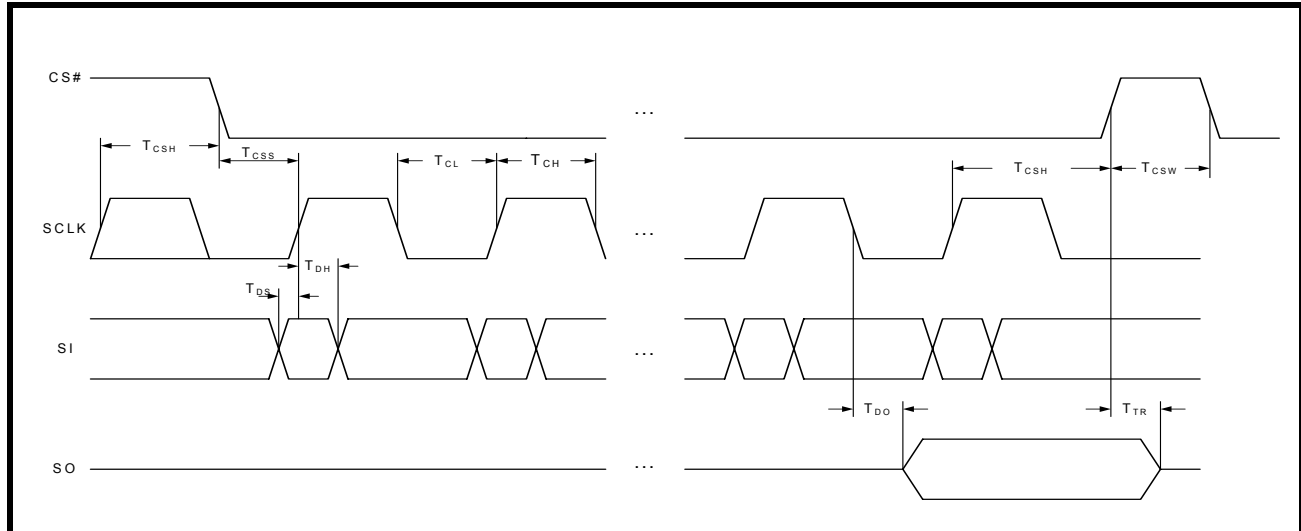 CS#
...
TCSH
TCSS
TCL
TCH
TCSH
TCSW
SCLK
...
TDH
TDS
SI
...
TDO
TTR
SO
...